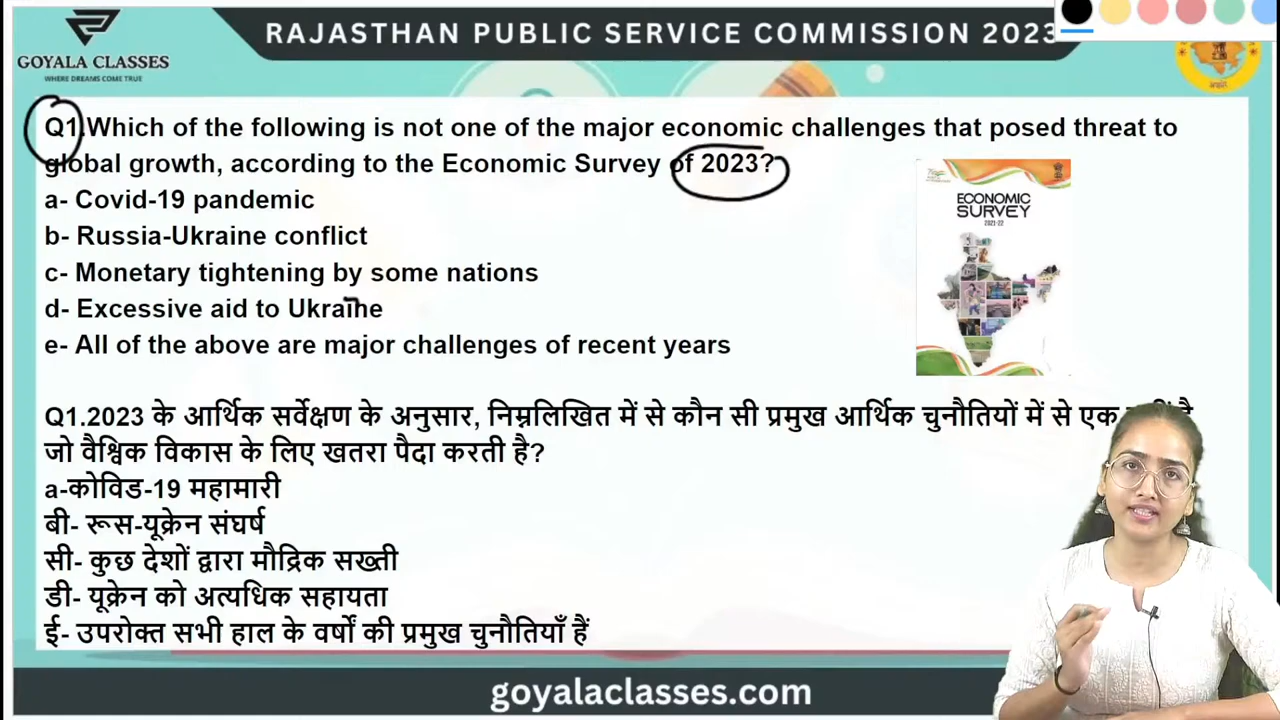 GOYALA CLASSES
WHERE DREAMS COME TRUE
RAJASTHAN PUBLIC SERVICE COMMISSION 2023
Q1.Which of the following is not one of the major economic challenges that posed threat to
global growth, according to the Economic Survey of 2023?
a- Covid-19 pandemic
b- Russia-Ukraine conflict
c- Monetary tightening by some nations
d- Excessive aid to Ukraine
e- All of the above are major challenges of recent years
ECONOMIC
SURVEY
2021-22
Q1.2023 के आर्थिक सर्वेक्षण के अनुसार, निम्नलिखित में से कौन सी प्रमुख आर्थिक चुनौतियों में से एक
जो वैश्विक विकास के लिए खतरा पैदा करती है?
a-कोविड-19 महामारी
बी- रूस-यूक्रेन संघर्ष
सी- कुछ देशों द्वारा मौद्रिक सख्ती
डी- यूक्रेन को अत्यधिक सहायता
ई- उपरोक्त सभी हाल के वर्षों की प्रमुख चुनौतियाँ हैं
goyalaclasses.com